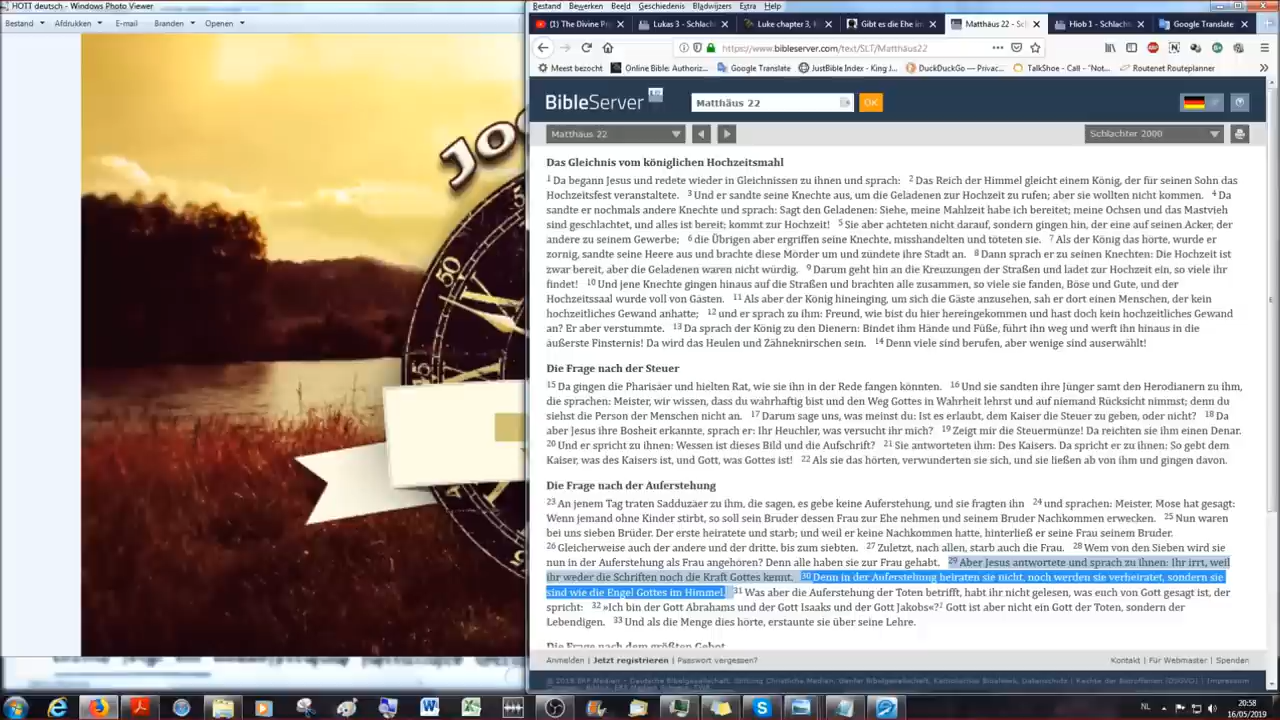 HOTT deutsch - Windows Photo Viewer
Bestand Afdrukken E-mail Branden Openen
50
Bestand Bewerken Beeld Geschiedenis Bladwijzers Extra Help
(1) The Divine Pr
Lukas 3 - Schlach
Luke chapter 3,
Gibt es die Ehe im
Matthäus 22 - Sc
Hiob 1 - Schlacht
Google Translate
https://www.bibleserver.com/text/SLT/Matthäus22
Meest bezocht Online Bible: Authoriz... Google Translate JustBible Index - King J... DuckDuckGo — Privac... TalkShoe - Call - "Not... Routenet Routeplanner
BibleServer Matthäus 22 OK
Matthäus 22 Schlachter 2000
Das Gleichnis vom königlichen Hochzeitsmahl
1 Da begann Jesus und redete wieder in Gleichnissen zu ihnen und sprach: 2 Das Reich der Himmel gleicht einem König, der für seinen Sohn das
Hochzeitsfest veranstaltete. 3 Und er sandte seine Knechte aus, um die Geladenen zur Hochzeit zu rufen; aber sie wollten nicht kommen. 4 Da
sandte er nochmals andere Knechte und sprach: Sagt den Geladenen: Siehe, meine Mahlzeit habe ich bereitet; meine Ochsen und das Mastvieh
sind geschlachtet, und alles ist bereit; kommt zur Hochzeit! 5 Sie aber achteten nicht darauf, sondern gingen hin, der eine auf seinen Acker, der
andere zu seinem Gewerbe; 6 die Übrigen aber ergriffen seine Knechte, misshandelten und töteten sie. 7 Als der König das hörte, wurde er
zornig, sandte seine Heere aus und brachte diese Mörder um und zündete ihre Stadt an. 8 Dann sprach er zu seinen Knechten: Die Hochzeit ist
zwar bereit, aber die Geladenen waren nicht würdig. 9 Darum geht hin an die Kreuzungen der Straßen und ladet zur Hochzeit ein, so viele ihr
findet! 10 Und jene Knechte gingen hinaus auf die Straßen und brachten alle zusammen, so viele sie fanden, Böse und Gute, und der
Hochzeitssaal wurde voll von Gästen. 11 Als aber der König hineinging, um sich die Gäste anzusehen, sah er dort einen Menschen, der kein
hochzeitliches Gewand anhatte; 12 und er sprach zu ihm: Freund, wie bist du hier hereingekommen und hast doch kein hochzeitliches Gewand
an? Er aber verstummte. 13 Da sprach der König zu den Dienern: Bindet ihm Hände und Füße, führt ihn weg und werft ihn hinaus in die
äußerste Finsternis! Da wird das Heulen und Zähneknirschen sein. 14 Denn viele sind berufen, aber wenige sind auserwählt!
Die Frage nach der Steuer
15 Da gingen die Pharisäer und hielten Rat, wie sie ihn in der Rede fangen könnten. 16 Und sie sandten ihre Jünger samt den Herodianern zu ihm,
die sprachen: Meister, wir wissen, dass du wahrhaftig bist und den Weg Gottes in Wahrheit lehrst und auf niemand Rücksicht nimmst; denn du
siehst die Person der Menschen nicht an. 17 Darum sage uns, was meinst du: Ist es erlaubt, dem Kaiser die Steuer zu geben, oder nicht? 18 Da
aber Jesus ihre Bosheit erkannte, sprach er: Ihr Heuchler, was versucht ihr mich? 19 Zeigt mir die Steuermünze! Da reichten sie ihm einen Denar.
20 Und er spricht zu ihnen: Wessen ist dieses Bild und die Aufschrift? 21 Sie antworteten ihm: Des Kaisers. Da spricht er zu ihnen: So gebt dem
Kaiser, was des Kaisers ist, und Gott, was Gottes ist! 22 Als sie das hörten, verwunderten sie sich, und sie ließen ab von ihm und gingen davon.
Die Frage nach der Auferstehung
23 An jenem Tag traten Sadduzäer zu ihm, die sagen, es gebe keine Auferstehung, und sie fragten ihn 24 und sprachen: Meister, Mose hat gesagt:
Wenn jemand ohne Kinder stirbt, so soll sein Bruder dessen Frau zur Ehe nehmen und seinem Bruder Nachkommen erwecken. 25 Nun waren
bei uns sieben Brüder. Der erste heiratete und starb; und weil er keine Nachkommen hatte, hinterließ er seine Frau seinem Bruder.
26 Gleicherweise auch der andere und der dritte, bis zum siebten. 27 Zuletzt, nach allen, starb auch die Frau. 28 Wem von den Sieben wird sie
nun in der Auferstehung als Frau angehören? Denn alle haben sie zur Frau gehabt. 29 Aber Jesus antwortete und sprach zu ihnen: Ihr irrt, weil
ihr weder die Schriften noch die Kraft Gottes kennt. 30 Denn in der Auferstehung heiraten sie nicht, noch werden sie verheiratet, sondern sie
sind wie die Engel Gottes im Himmel. 31 Was aber die Auferstehung der Toten betrifft, habt ihr nicht gelesen, was euch von Gott gesagt ist, der
spricht: 32 »Ich bin der Gott Abrahams und der Gott Isaaks und der Gott Jakobs«? Gott ist aber nicht ein Gott der Toten, sondern der
Lebendigen. 33 Und als die Menge dies hörte, erstaunte sie über seine Lehre.
Die Frage nach dem größten Gebot
Anmelden | Jetzt registrieren | Passwort vergessen? Kontakt | Für Webmaster | Spenden
NL 20:58
16/05/2019